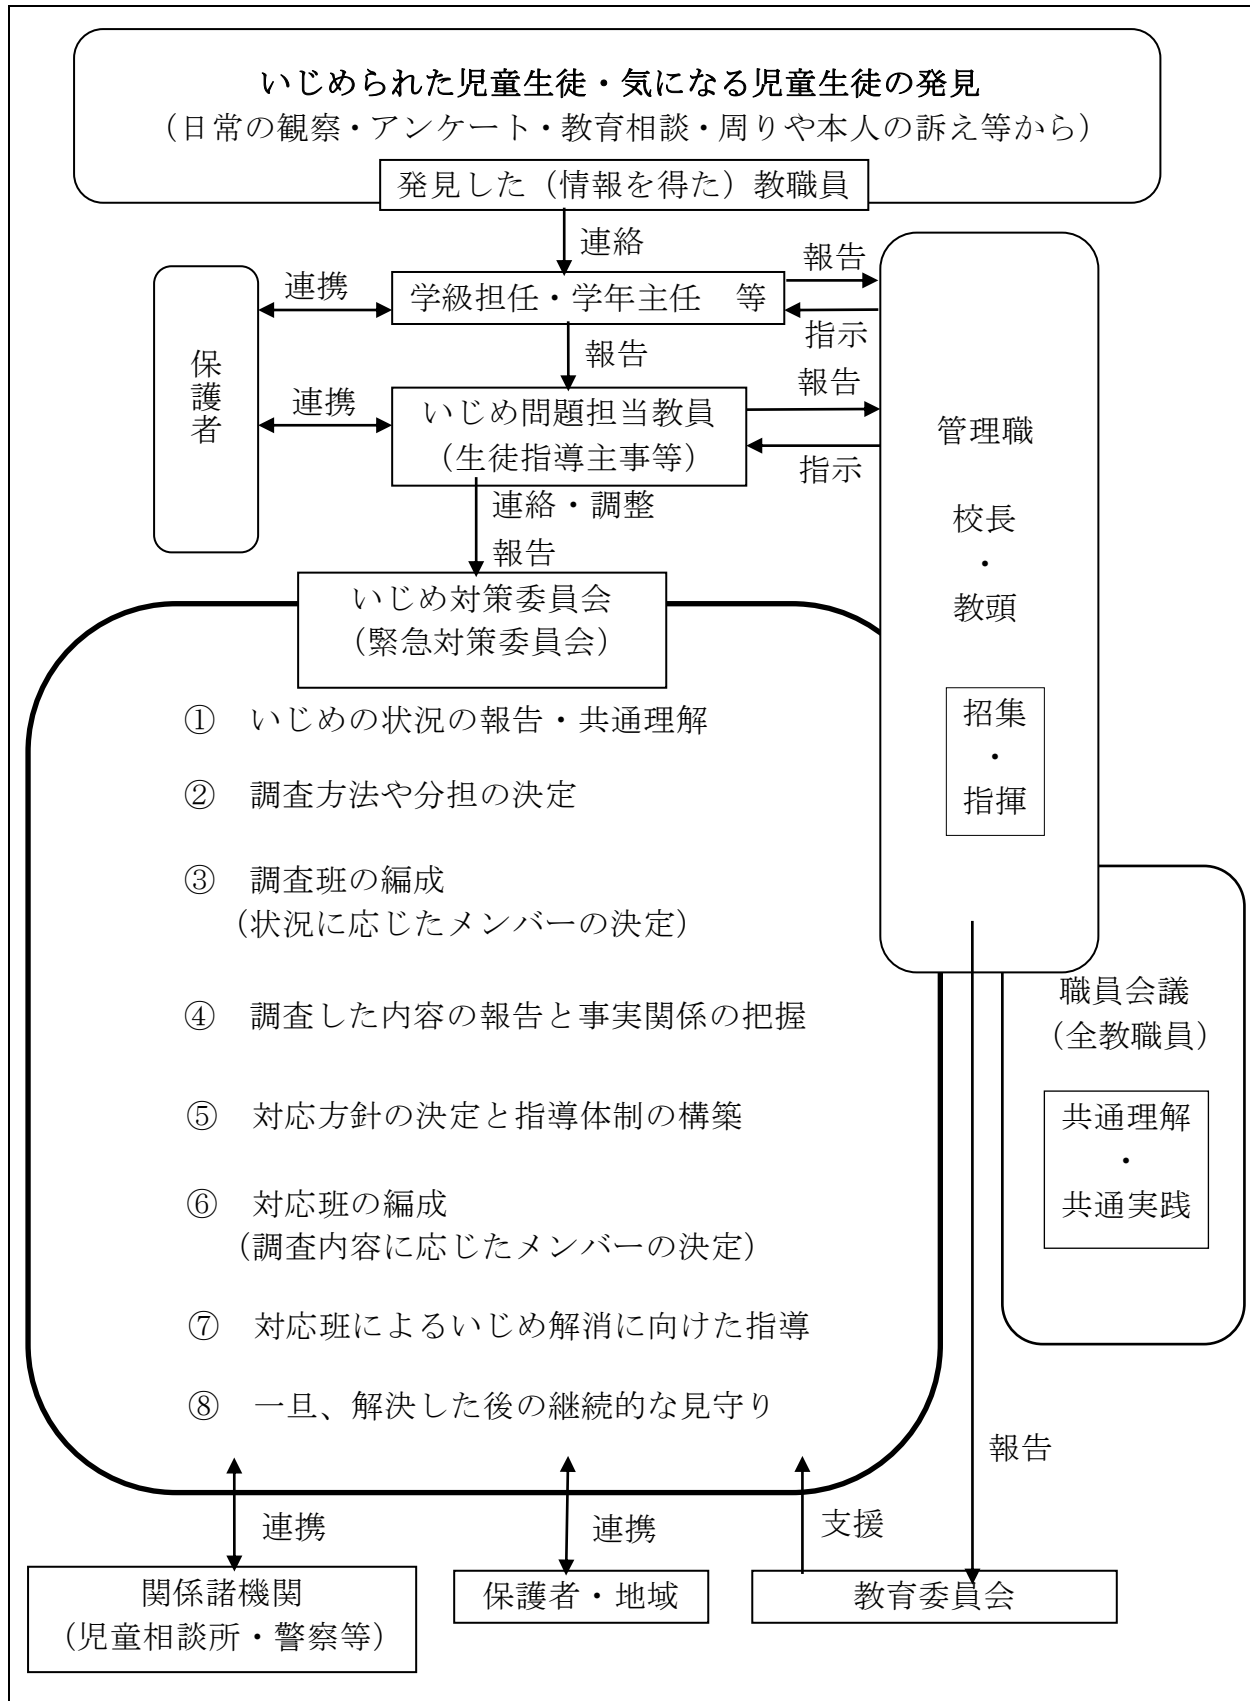 いじめられた児童生徒・気になる児童生徒の発見
（日常の観察・アンケート・教育相談・周りや本人の訴え等から）
発見した（情報を得た）教職員
連絡
学級担任・学年主任　等
連携
報告
指示
報告
保護者
連携
いじめ問題担当教員
（生徒指導主事等）
報告
指示
連絡・調整
報告
管理職
校長
・
教頭
招集
・
指揮
いじめ対策委員会
（緊急対策委員会）
①　いじめの状況の報告・共通理解
②　調査方法や分担の決定
③　調査班の編成
（状況に応じたメンバーの決定）
④　調査した内容の報告と事実関係の把握
⑤　対応方針の決定と指導体制の構築
⑥　対応班の編成
（調査内容に応じたメンバーの決定）
⑦　対応班によるいじめ解消に向けた指導
⑧　一旦、解決した後の継続的な見守り
職員会議
（全教職員）
共通理解
・
共通実践
報告
連携
連携
支援
関係諸機関
（児童相談所・警察等）
保護者・地域
教育委員会